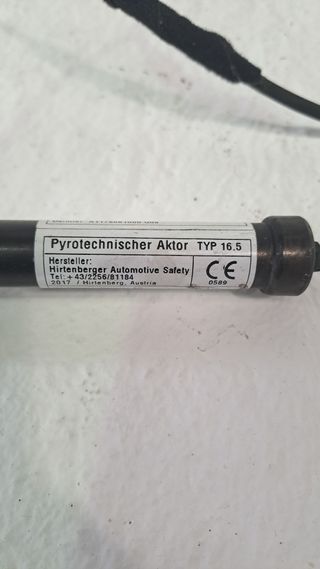 Pyrotechnischer Aktor TYP 16.5
Hersteller:
Hirtenberger Automotive Safety
Tel:+43/2256/81184
2017 / Hirtenberg, Austria
CE
0589